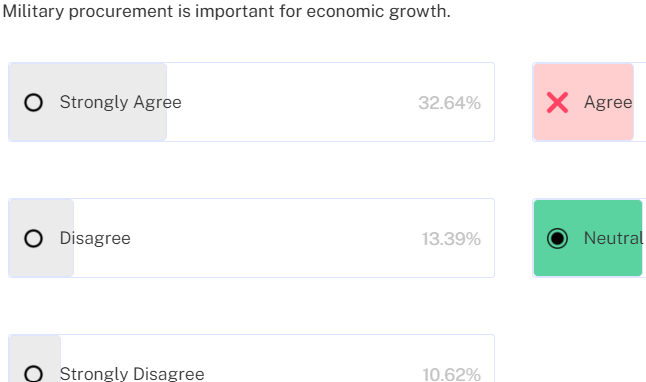 Military procurement is important for economic growth.
Strongly Agree 32.64% Agree
Disagree 13.39% Neutral
Strongly Disagree 10.62%